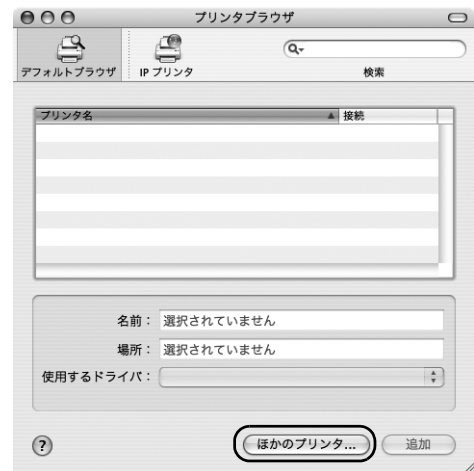 プリンタブラウザ
デフォルトブラウザ IP プリンタ 検索
プリンタ名 接続
名前： 選択されていません
場所： 選択されていません
使用するドライバ：
? ほかのプリンタ... 追加